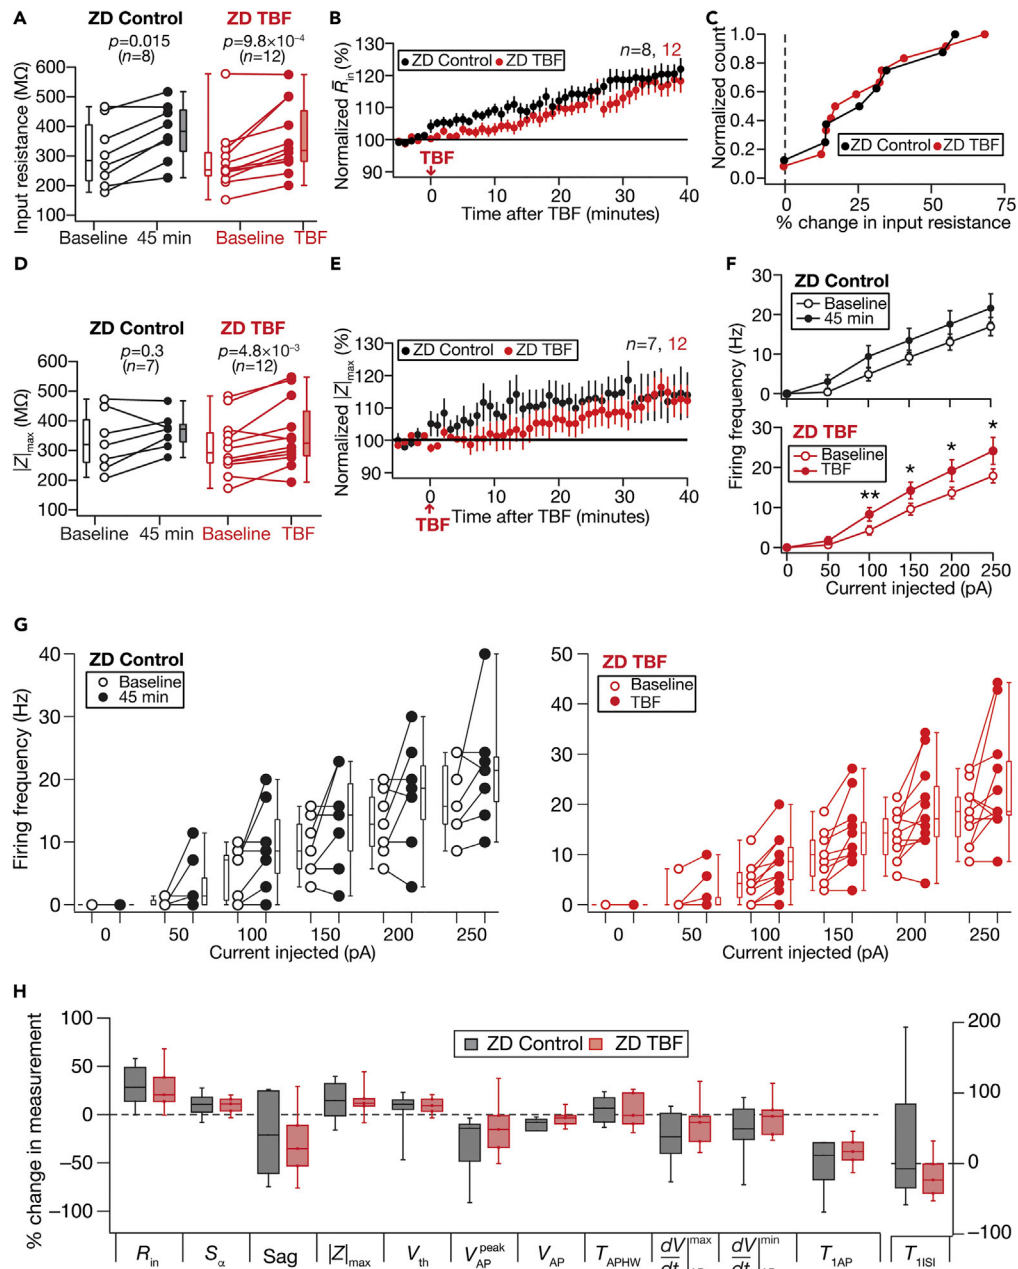 A
ZD Control
ZD TBF
p=0.015
(n=8)
p=9.8×10⁻⁴
(n=12)
Input resistance (MΩ)
600
500
400
300
200
100
Baseline 45 min Baseline TBF
B
Normalized R̄in (%)
130
120
110
100
90
ZD Control ZD TBF
n=8, 12
TBF
0 10 20 30 40
Time after TBF (minutes)
C
Normalized count
1.0
0.8
0.6
0.4
0.2
0.0
ZD Control ZD TBF
0 25 50 75
% change in input resistance
D
ZD Control
ZD TBF
p=0.3
(n=7)
p=4.8×10⁻³
(n=12)
|Z|max (MΩ)
600
500
400
300
200
100
Baseline 45 min Baseline TBF
E
Normalized |Z|max (%)
120
110
100
90
ZD Control ZD TBF
n=7, 12
0 10 20 30 40
TBF
Time after TBF (minutes)
F
Firing frequency (Hz)
30
20
10
0
ZD Control
Baseline
45 min
30
20
10
0
ZD TBF
Baseline
TBF
** * * *
0 50 100 150 200 250
Current injected (pA)
G
ZD Control
Baseline
45 min
Firing frequency (Hz)
40
30
20
10
0
0 50 100 150 200 250
Current injected (pA)
ZD TBF
Baseline
TBF
50
40
30
20
10
0
0 50 100 150 200 250
Current injected (pA)
H
% change in measurement
100
50
0
−50
−100
ZD Control ZD TBF
200
100
0
−100
Rin Sα Sag |Z|max Vth VAP^peak VAP TAPHW dV/dt|^max dV/dt|^min T1AP T1ISI